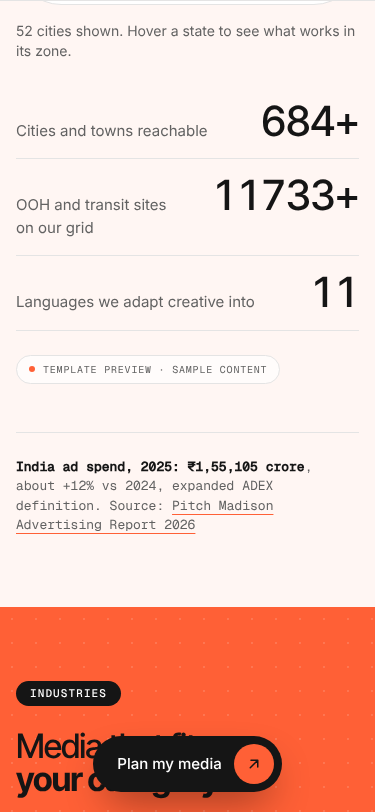 52 cities shown. Hover a state to see what works in
its zone.
Cities and towns reachable
684+
OOH and transit sites
on our grid
11733+
Languages we adapt creative into
11
TEMPLATE PREVIEW · SAMPLE CONTENT
India ad spend, 2025: ₹1,55,105 crore,
about +12% vs 2024, expanded ADEX
definition. Source: Pitch Madison
Advertising Report 2026
INDUSTRIES
Media
your
Plan my media